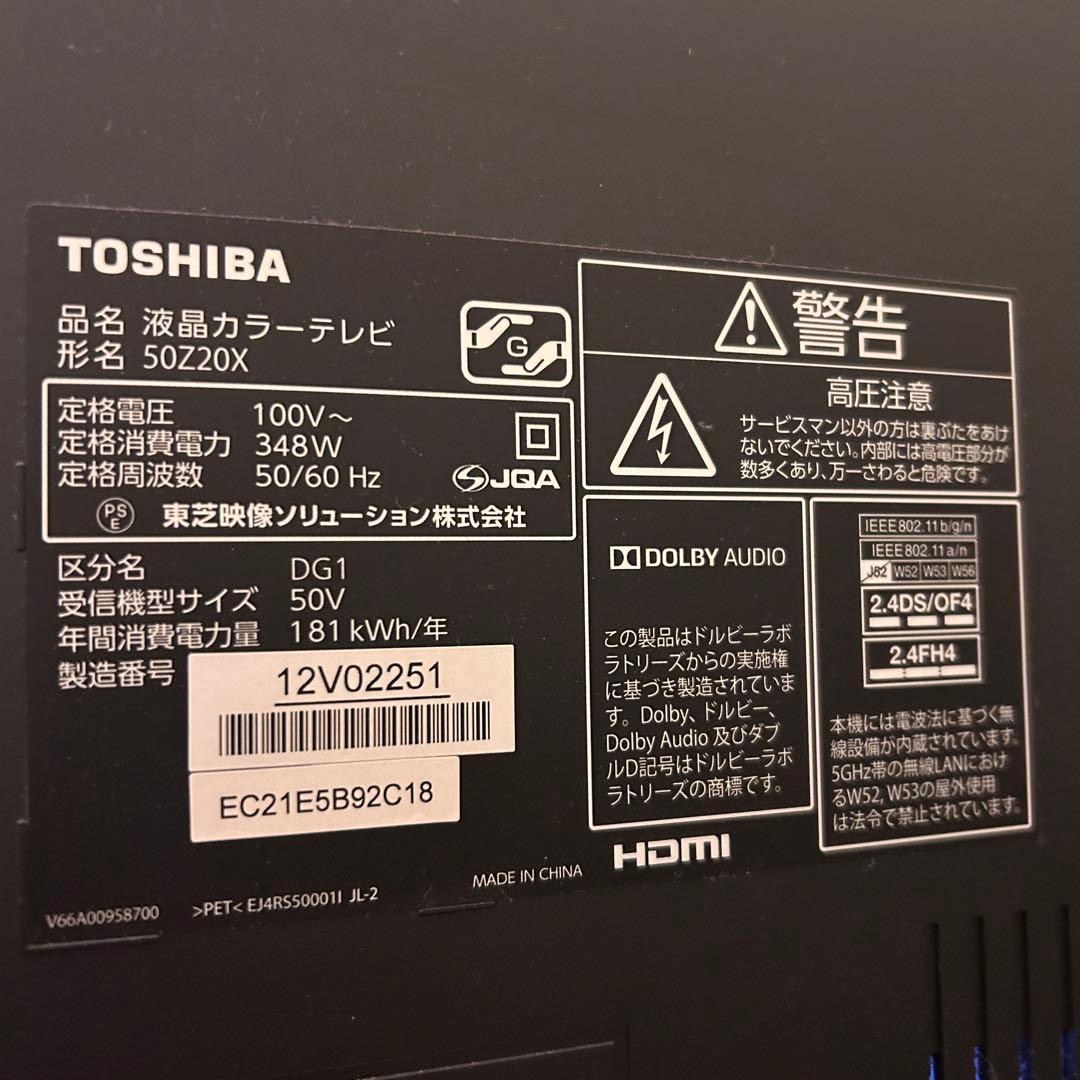 TOSHIBA
品名 液晶カラーテレビ
形名 50Z20X
G
定格電圧 100V～
定格消費電力 348W
定格周波数 50/60 Hz
JQA
PSE 東芝映像ソリューション株式会社
区分名 DG1
受信機型サイズ 50V
年間消費電力量 181kWh/年
製造番号 12V02251
EC21E5B92C18
V66A00958700
>PET< EJ4RS50001I JL-2
MADE IN CHINA
警告
高圧注意
サービスマン以外の方は裏ぶたをあけ
ないでください。内部には高電圧部分が
数多くあり、万一さわると危険です。
DOLBY AUDIO
この製品はドルビーラボ
ラトリーズからの実施権
に基づき製造されていま
す。Dolby、ドルビー、
Dolby Audio 及びダブ
ルD記号はドルビーラボ
ラトリーズの商標です。
HDMI
IEEE802.11b/g/n
IEEE802.11a/n
J52 W52 W53 W56
2.4DS/OF4
2.4FH4
本機には電波法に基づく無
線設備が内蔵されています。
5GHz帯の無線LANにおけ
るW52, W53の屋外使用
は法令で禁止されています。